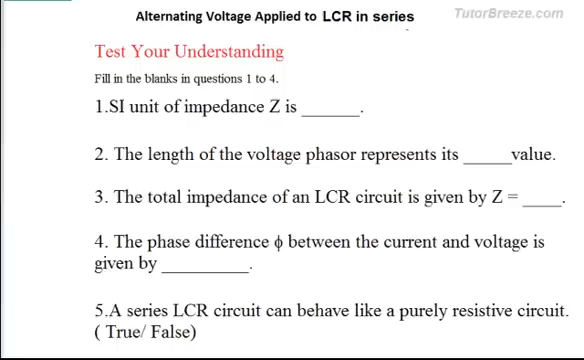 Alternating Voltage Applied to LCR in series
TutorBreeze.com
Test Your Understanding
Fill in the blanks in questions 1 to 4.
1.SI unit of impedance Z is _______.
2. The length of the voltage phasor represents its _____value.
3. The total impedance of an LCR circuit is given by Z = ____.
4. The phase difference ϕ between the current and voltage is
given by _________.
5.A series LCR circuit can behave like a purely resistive circuit.
( True/ False)